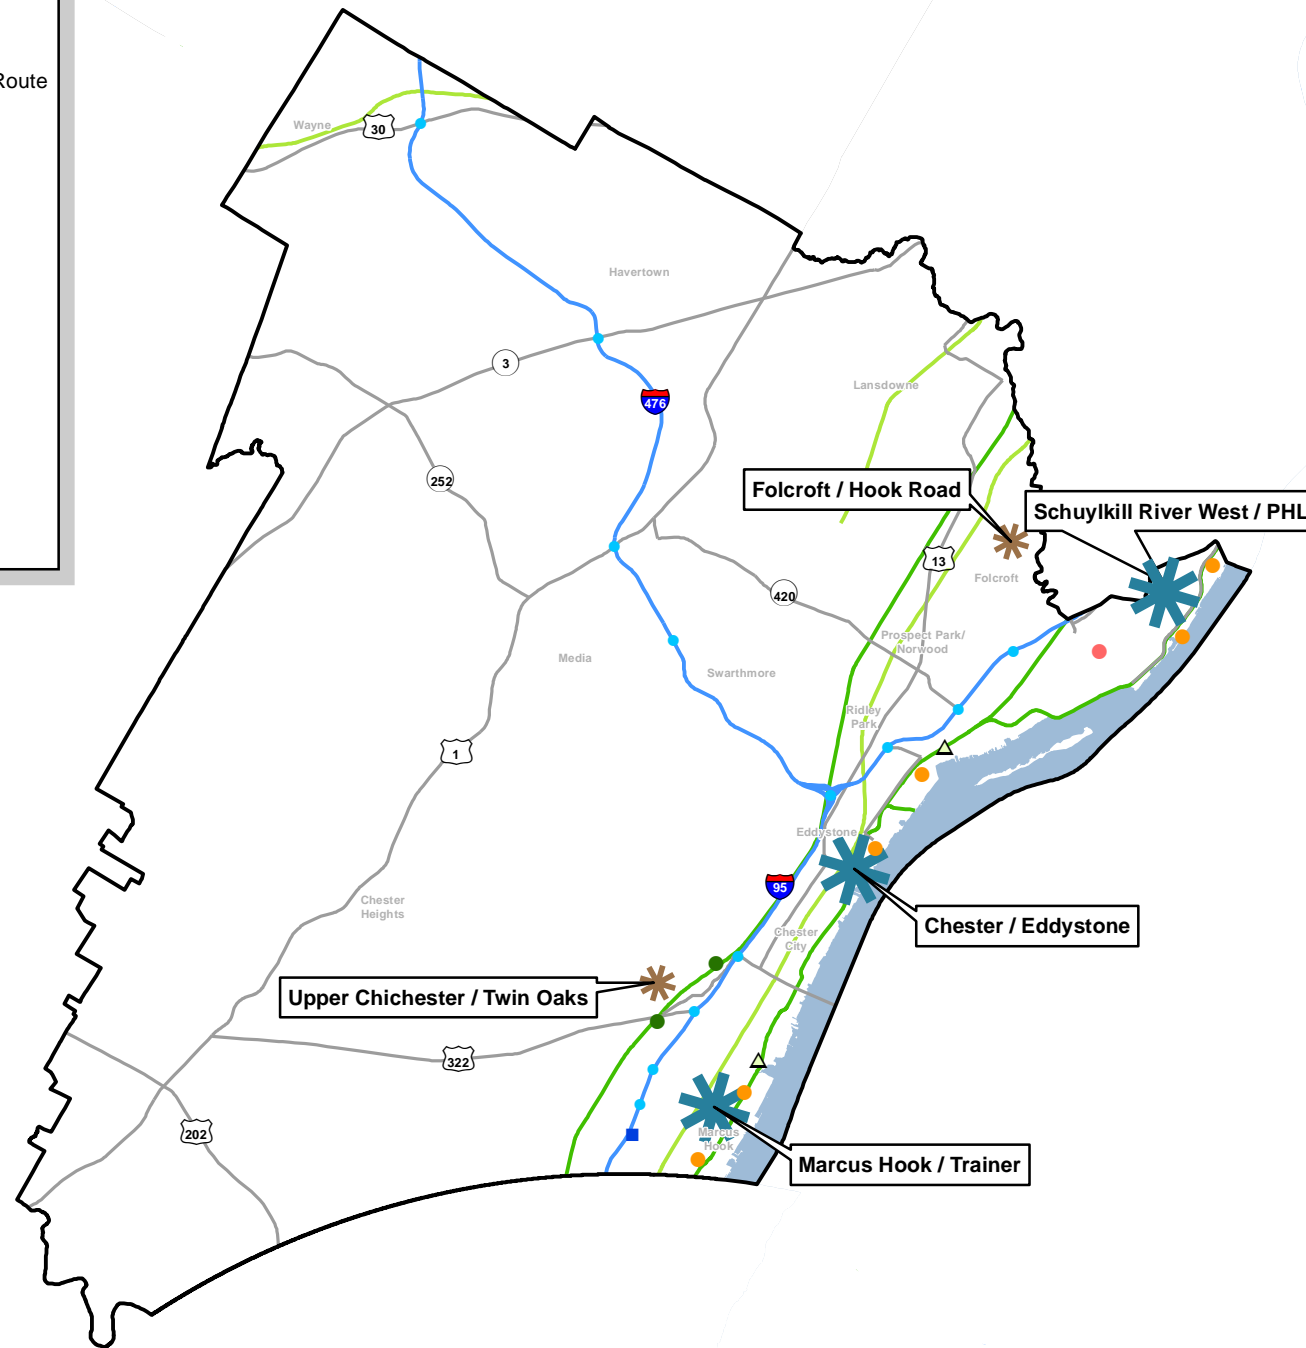 Route
Wayne
30
Havertown
3
476
Lansdowne
252
Folcroft / Hook Road
Schuylkill River West / PHL
13
Folcroft
420
Prospect Park/
Norwood
Media
Swarthmore
Ridley
Park
1
Eddystone
95
Chester
Heights
Chester / Eddystone
Chester
City
Upper Chichester / Twin Oaks
322
202
Marcus
Hook
Marcus Hook / Trainer